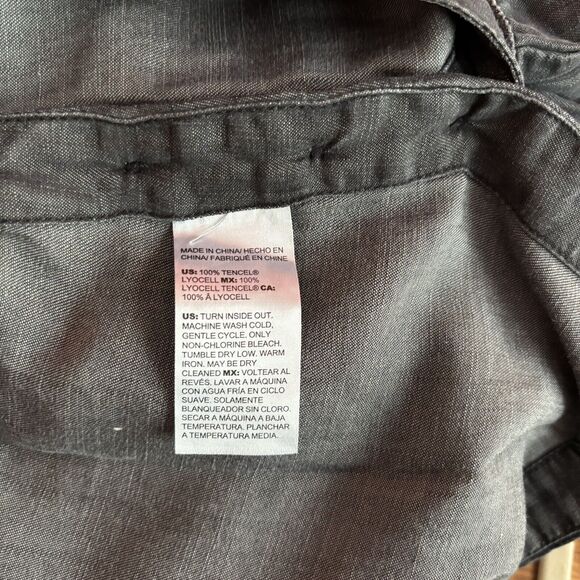 MADE IN CHINA/ HECHO EN
CHINA/ FABRIQUÉ EN CHINE
US: 100% TENCEL®
LYOCELL MX: 100%
LYOCELL TENCEL® CA:
100% Â LYOCELL
US: TURN INSIDE OUT.
MACHINE WASH COLD,
GENTLE CYCLE. ONLY
NON-CHLORINE BLEACH.
TUMBLE DRY LOW. WARM
IRON. MAY BE DRY
CLEANED MX: VOLTEAR AL
REVÉS. LAVAR A MÁQUINA
CON AGUA FRÍA EN CICLO
SUAVE. SOLAMENTE
BLANQUEADOR SIN CLORO.
SECAR A MÁQUINA A BAJA
TEMPERATURA. PLANCHAR
A TEMPERATURA MEDIA.